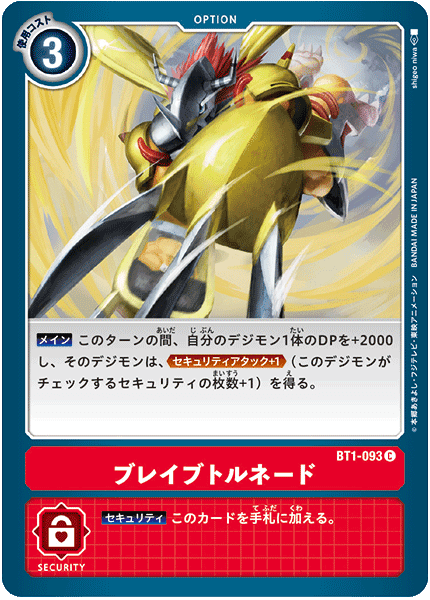 OPTION
使用コスト
3
shigeo niwa
メイン このターンの間、自分のデジモン1体のDPを+2000
し、そのデジモンは、セキュリティアタック+1（このデジモンが
チェックするセキュリティの枚数+1）を得る。
©本郷あきよし・フジテレビ・東映アニメーション BANDAI MADE IN JAPAN
BT1-093 C
ブレイブトルネード
セキュリティ このカードを手札に加える。
SECURITY